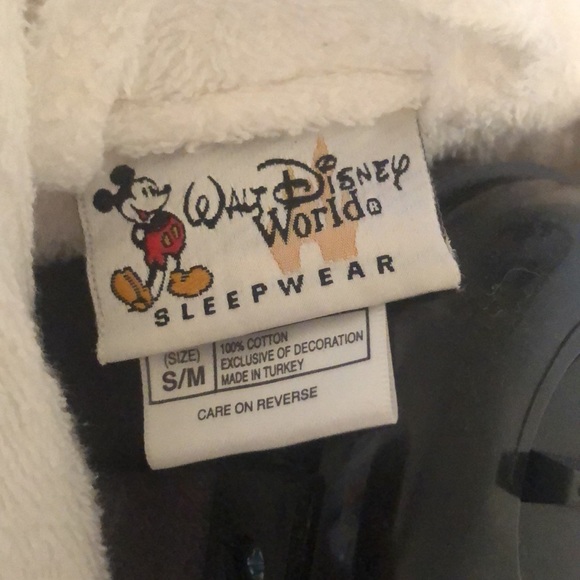 WALT DISNEY
World®
SLEEPWEAR
(SIZE)
S/M
100% COTTON
EXCLUSIVE OF DECORATION
MADE IN TURKEY
CARE ON REVERSE